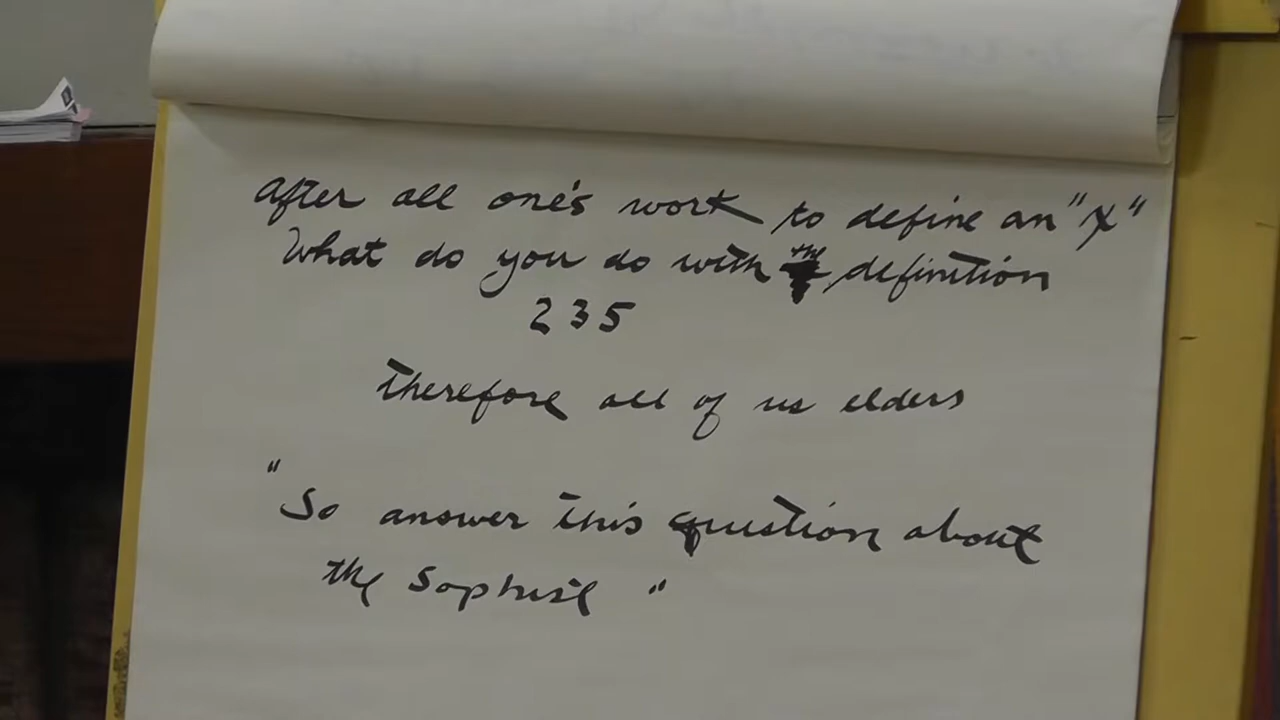 After all one's work to define an "X"
What do you do with the definition
235
therefore all of us elders
"
So answer this question about
the Sophist "